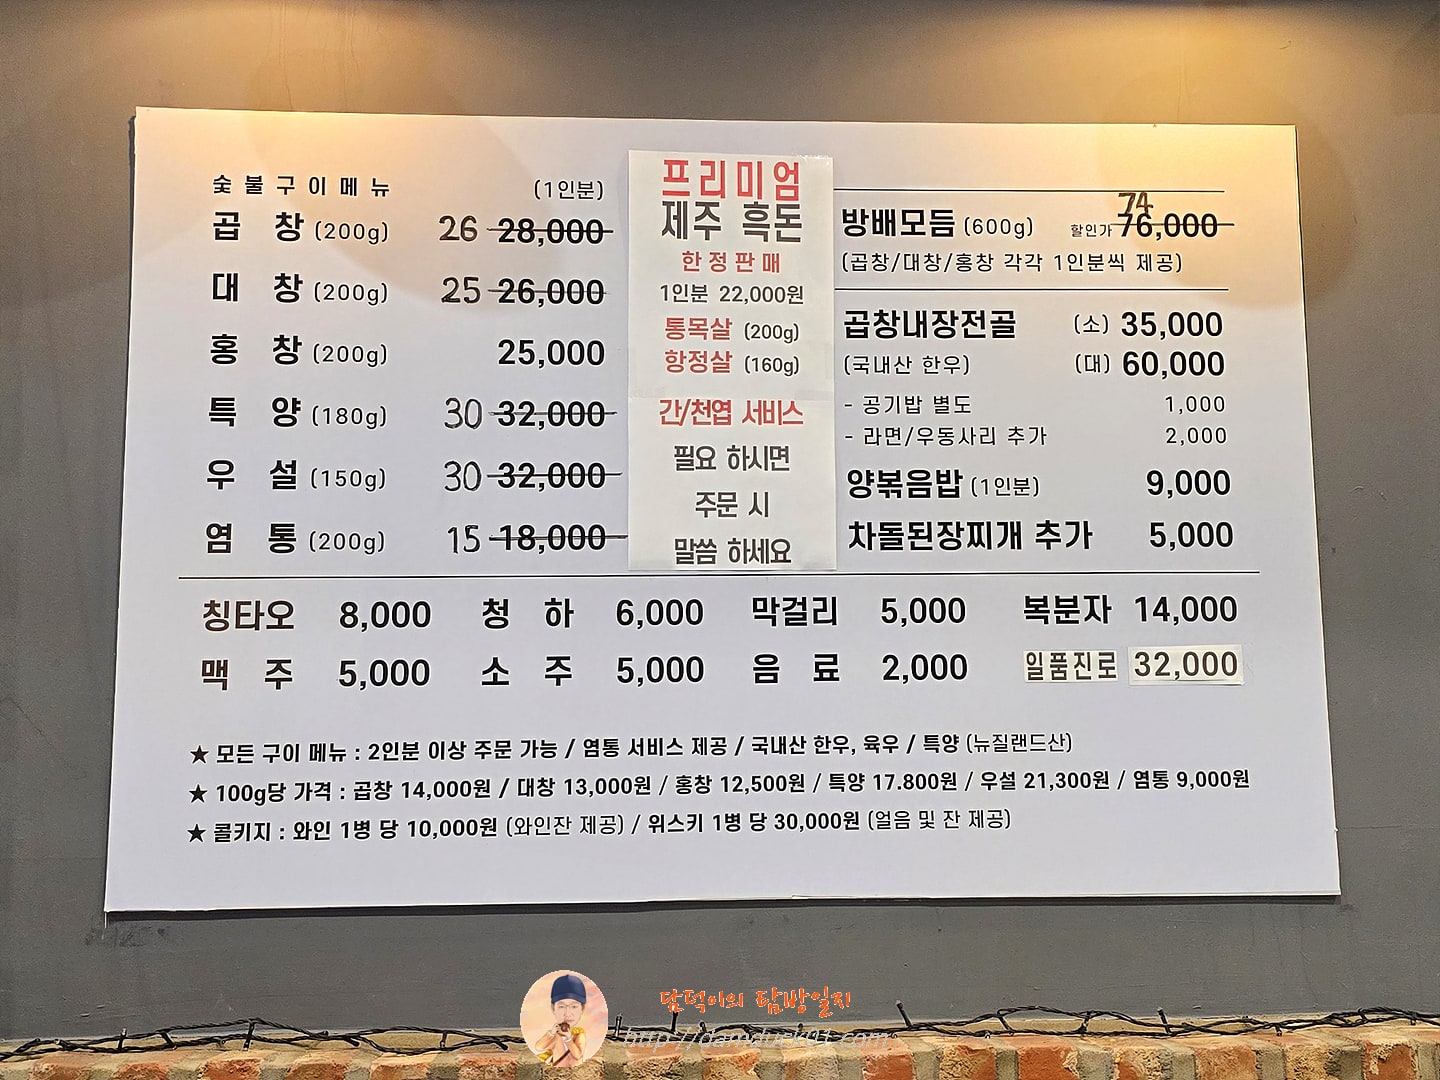 숯불구이메뉴 (1인분)
곱 창 (200g) 26 28,000
대 창 (200g) 25 26,000
홍 창 (200g) 25,000
특 양 (180g) 30 32,000
우 설 (150g) 30 32,000
염 통 (200g) 15 18,000
프리미엄
제주 흑돈
한정판매
1인분 22,000원
통목살 (200g)
항정살 (160g)
간/천엽 서비스
필요 하시면
주문 시
말씀 하세요
74
방배모듬 (600g) 할인가 76,000
(곱창/대창/홍창 각각 1인분씩 제공)
곱창내장전골 (소) 35,000
(국내산 한우) (대) 60,000
- 공기밥 별도 1,000
- 라면/우동사리 추가 2,000
양볶음밥 (1인분) 9,000
차돌된장찌개 추가 5,000
칭타오 8,000 청 하 6,000 막걸리 5,000 복분자 14,000
맥 주 5,000 소 주 5,000 음 료 2,000 일품진로 32,000
★ 모든 구이 메뉴 : 2인분 이상 주문 가능 / 염통 서비스 제공 / 국내산 한우, 육우 / 특양 (뉴질랜드산)
★ 100g당 가격 : 곱창 14,000원 / 대창 13,000원 / 홍창 12,500원 / 특양 17.800원 / 우설 21,300원 / 염통 9,000원
★ 콜키지 : 와인 1병 당 10,000원 (와인잔 제공) / 위스키 1병 당 30,000원 (얼음 및 잔 제공)
담덕이의 탐방일지
http://damduck01.com